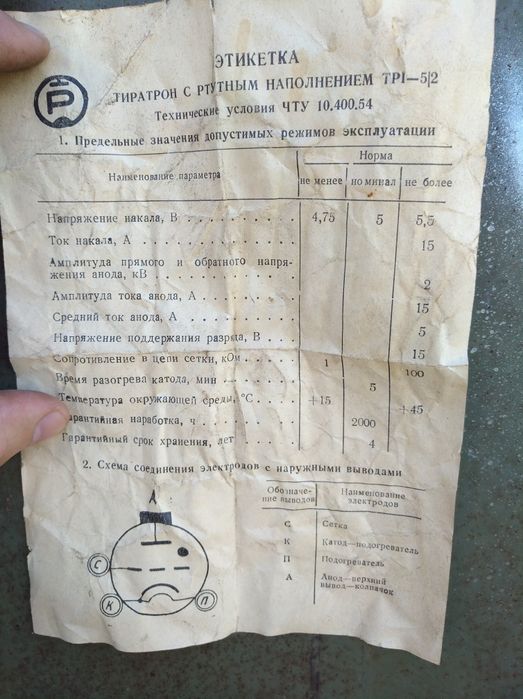 ЭТИКЕТКА
Р
ТИРАТРОН С РТУТНЫМ НАПОЛНЕНИЕМ ТР1—5/2
Технические условия ЧТУ 10.400.54
1. Предельные значения допустимых режимов эксплуатации
Наименование параметра
Норма
не менее номинал не более
Напряжение накала, В 4,75 5 5,5
Ток накала, А 15
Амплитуда прямого и обратного напря-
жения анода, кВ 2
Амплитуда тока анода, А 15
Средний ток анода, А 5
Напряжение поддержания разряда, В 15
Сопротивление в цепи сетки, кОм 1 100
Время разогрева катода, мин 5
Температура окружающей среды, °С +15 +45
Гарантийная наработка, ч 2000
Гарантийный срок хранения, лет 4
2. Схема соединения электродов с наружными выводами
А
С
К
П
Обозначе-
ние выводов
Наименование
электродов
С Сетка
К Катод—подогреватель
П Подогреватель
А Анод—верхний
вывод—колпачок